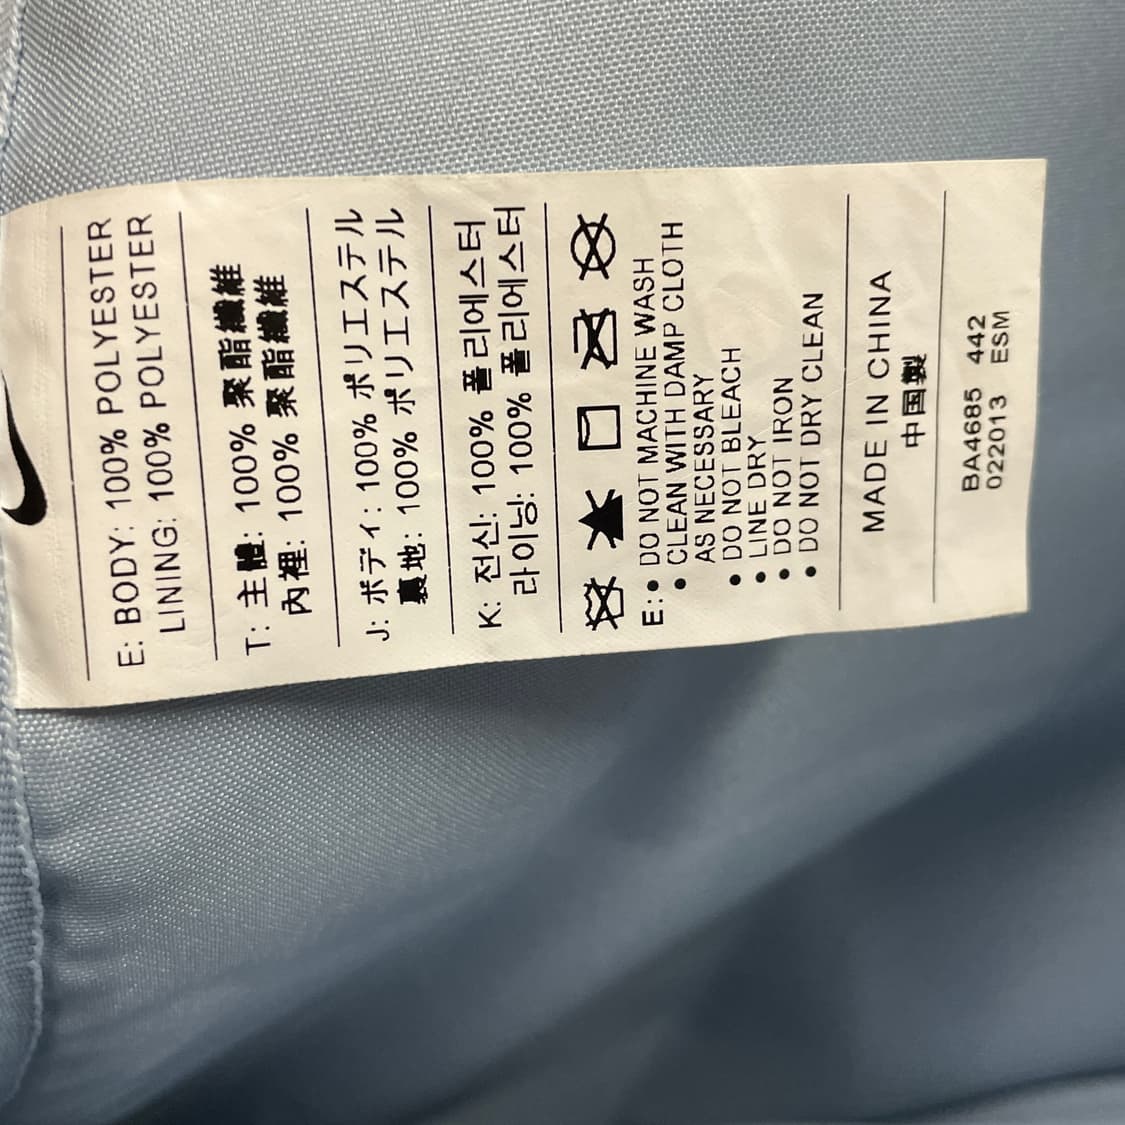 E: BODY: 100% POLYESTER
LINING: 100% POLYESTER
T: 主體: 100% 聚酯纖維
內裡: 100% 聚酯纖維
J: ボディ: 100% ポリエステル
裏地: 100% ポリエステル
K: 전신: 100% 폴리에스터
라이닝: 100% 폴리에스터
E: • DO NOT MACHINE WASH
• CLEAN WITH DAMP CLOTH
AS NECESSARY
• DO NOT BLEACH
• LINE DRY
• DO NOT IRON
• DO NOT DRY CLEAN
MADE IN CHINA
中国製
BA4685 442
022013 ESM